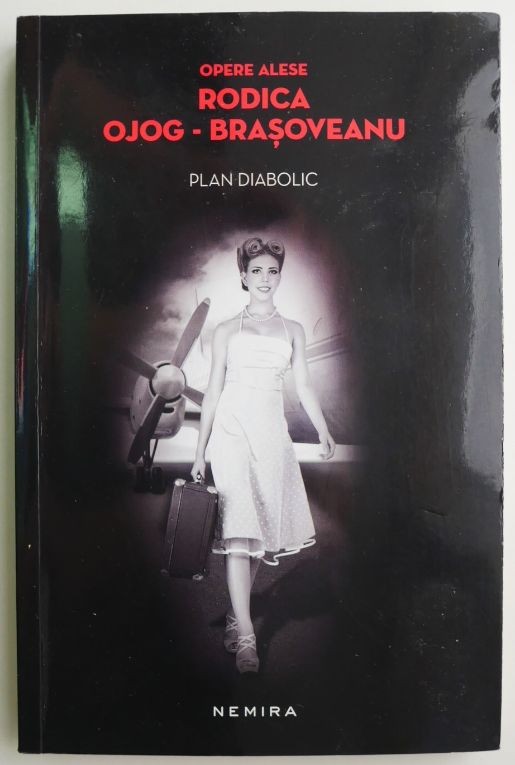 OPERE ALESE
RODICA
OJOG - BRAȘOVEANU
PLAN DIABOLIC
NEMIRA